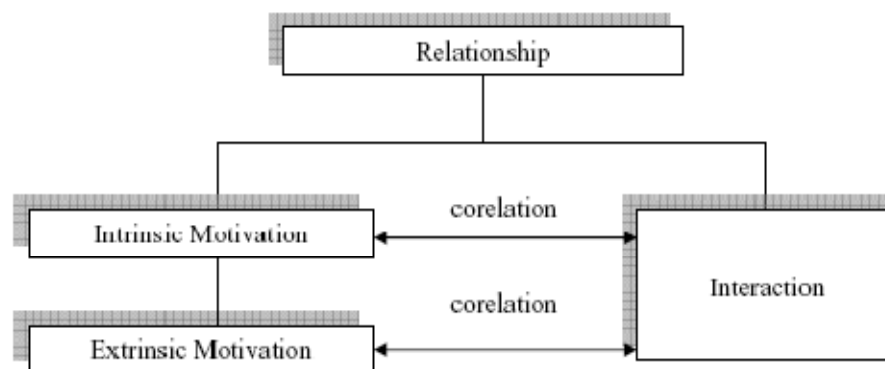 Relationship
corelation
Intrinsic Motivation
Interaction
corelation
Extrinsic Motivation